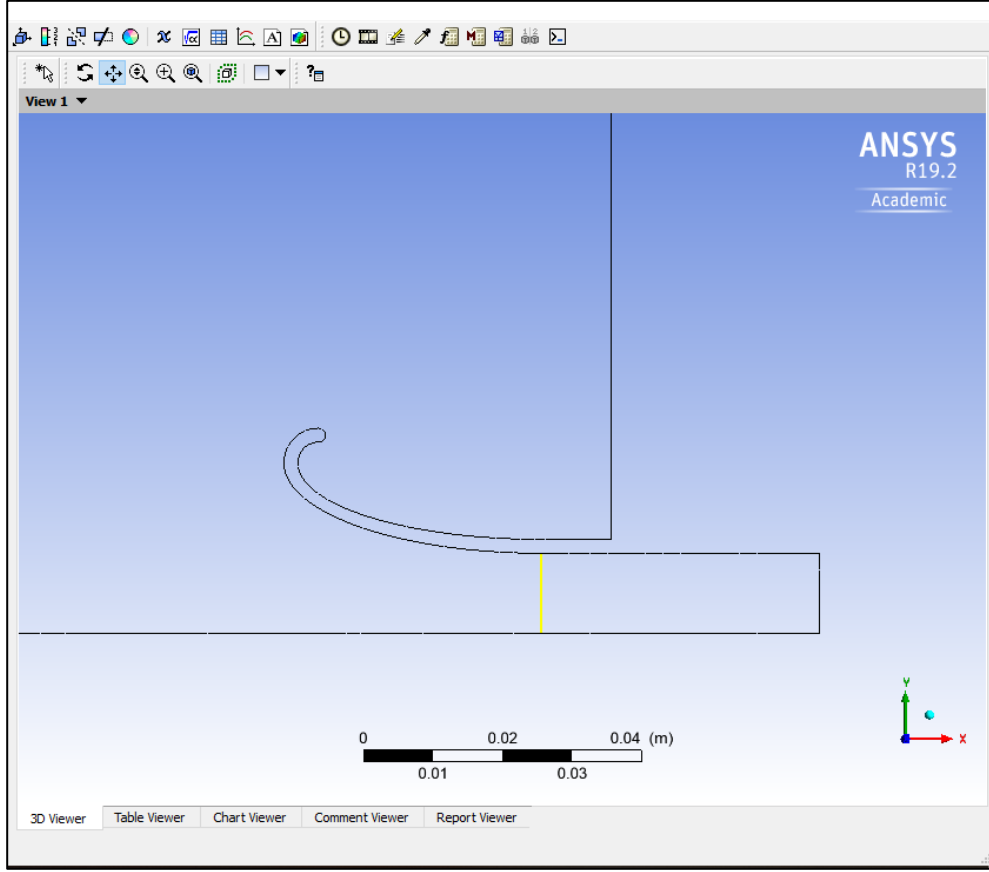 View 1
ANSYS
R19.2
Academic
Y
X
0 0.02 0.04 (m)
0.01 0.03
3D Viewer Table Viewer Chart Viewer Comment Viewer Report Viewer